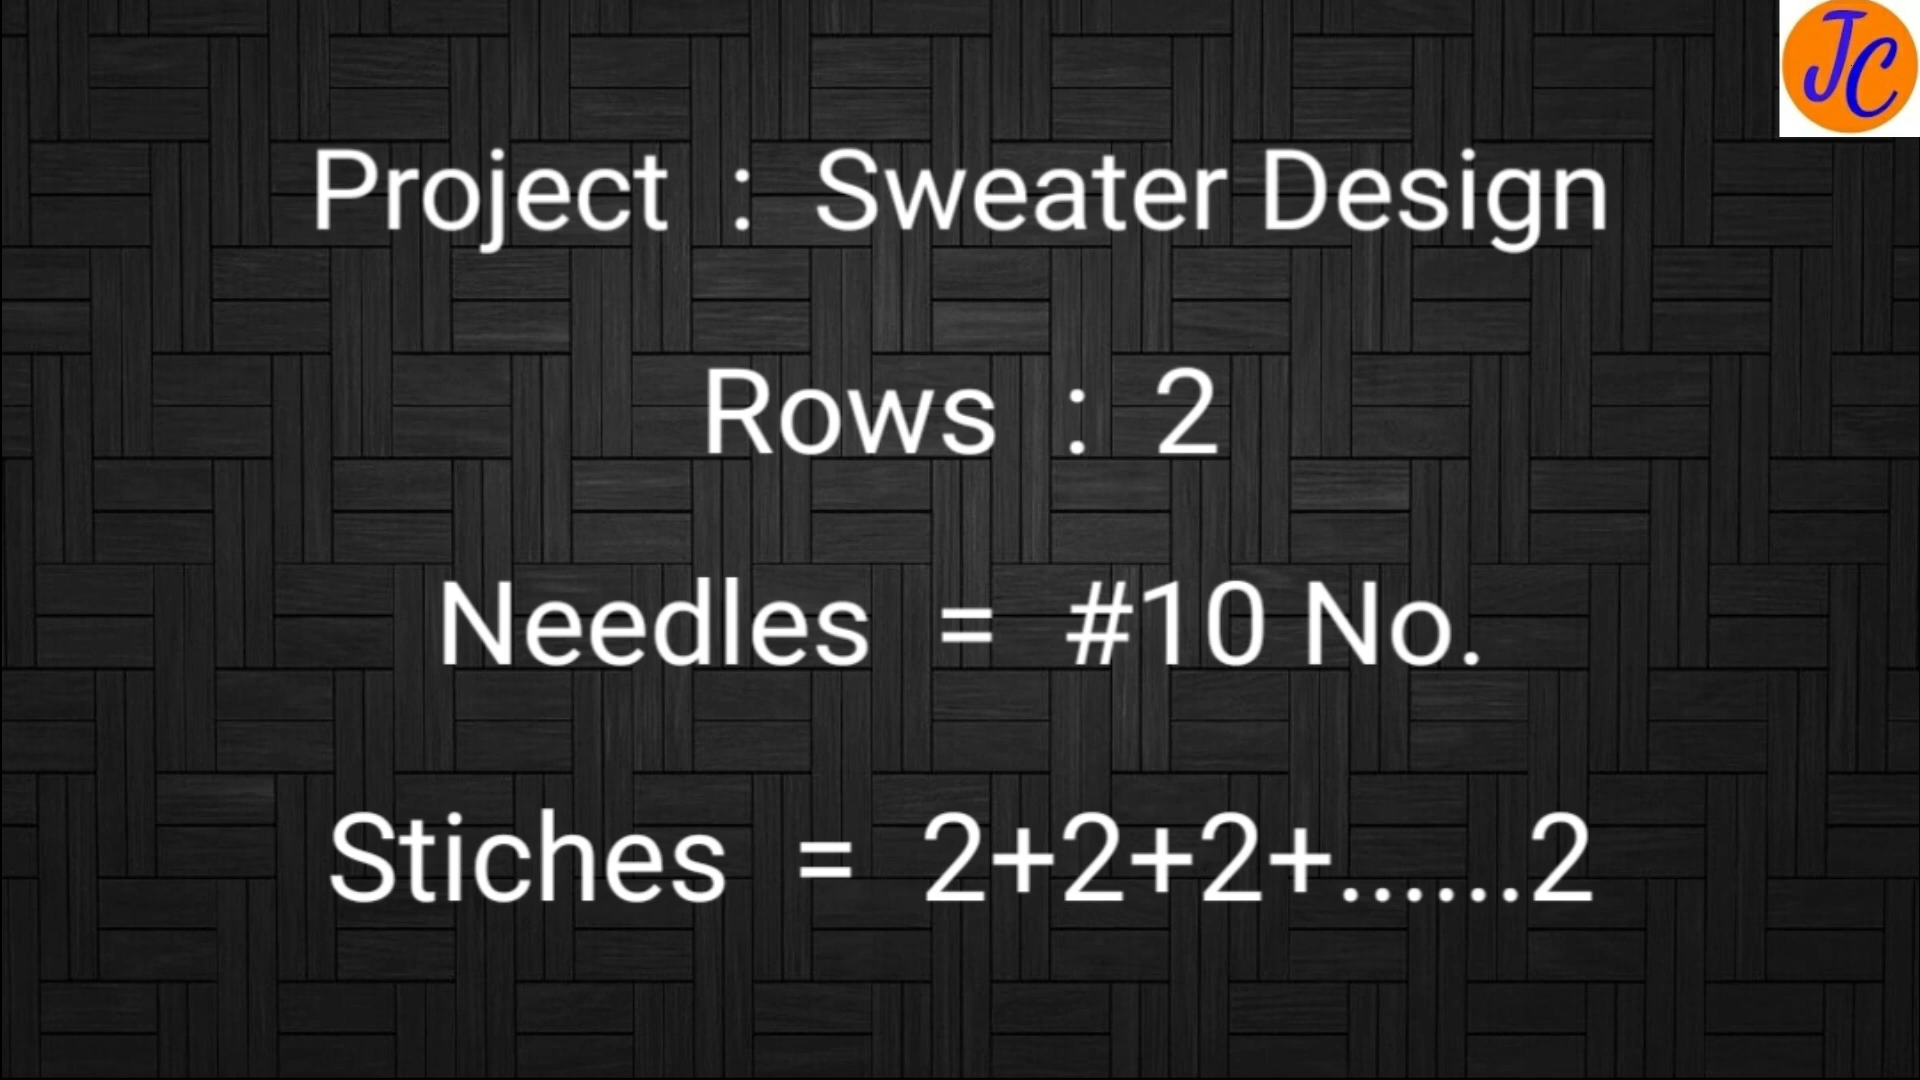 JC
Project : Sweater Design
Rows : 2
Needles = #10 No.
Stiches = 2+2+2+......2